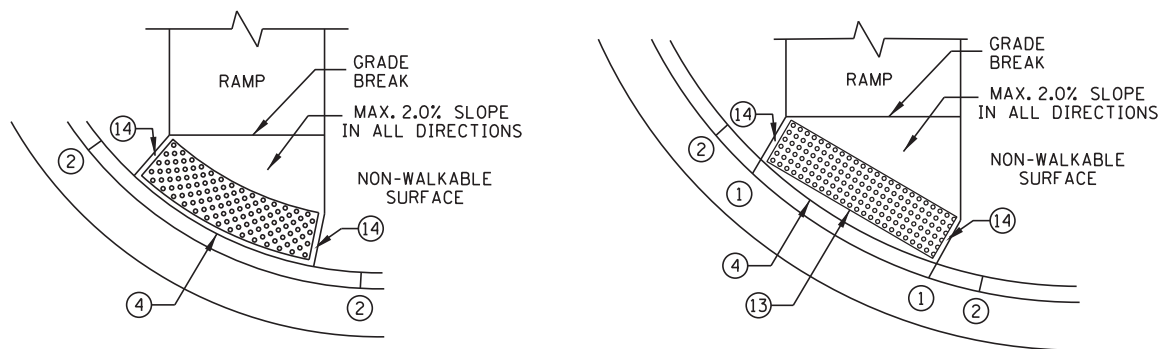 RAMP
GRADE
BREAK
MAX. 2.0% SLOPE
IN ALL DIRECTIONS
NON-WALKABLE
SURFACE
14
2
14
4
2
RAMP
GRADE
BREAK
MAX. 2.0% SLOPE
IN ALL DIRECTIONS
NON-WALKABLE
SURFACE
14
2
1
14
4
13
1
2